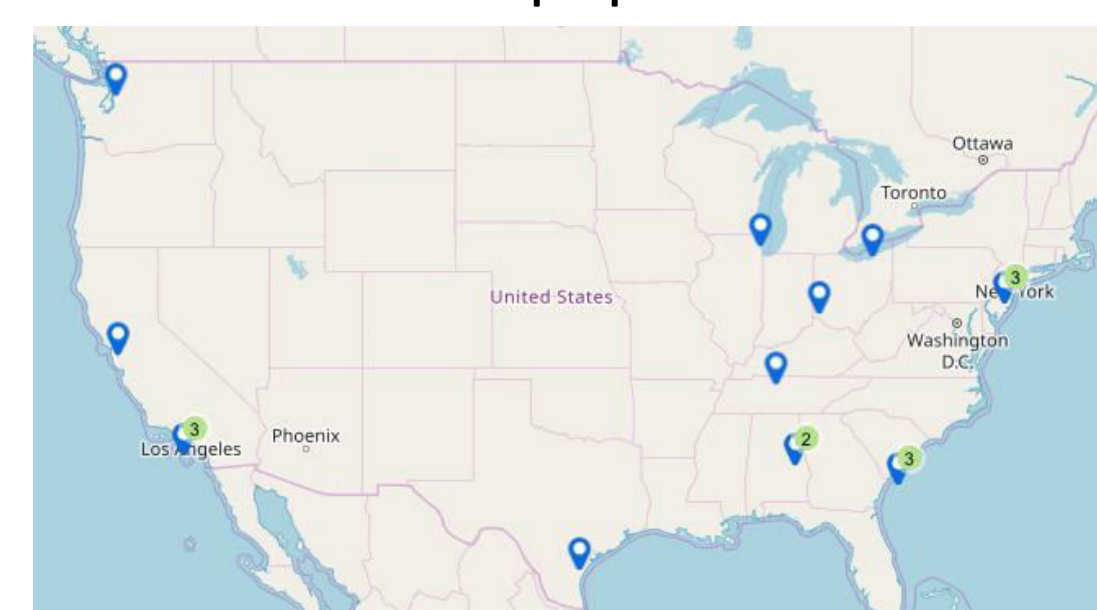 Ottawa
Toronto
3
New York
United States
Washington
D.C.
3
Los Angeles
Phoenix
2
3